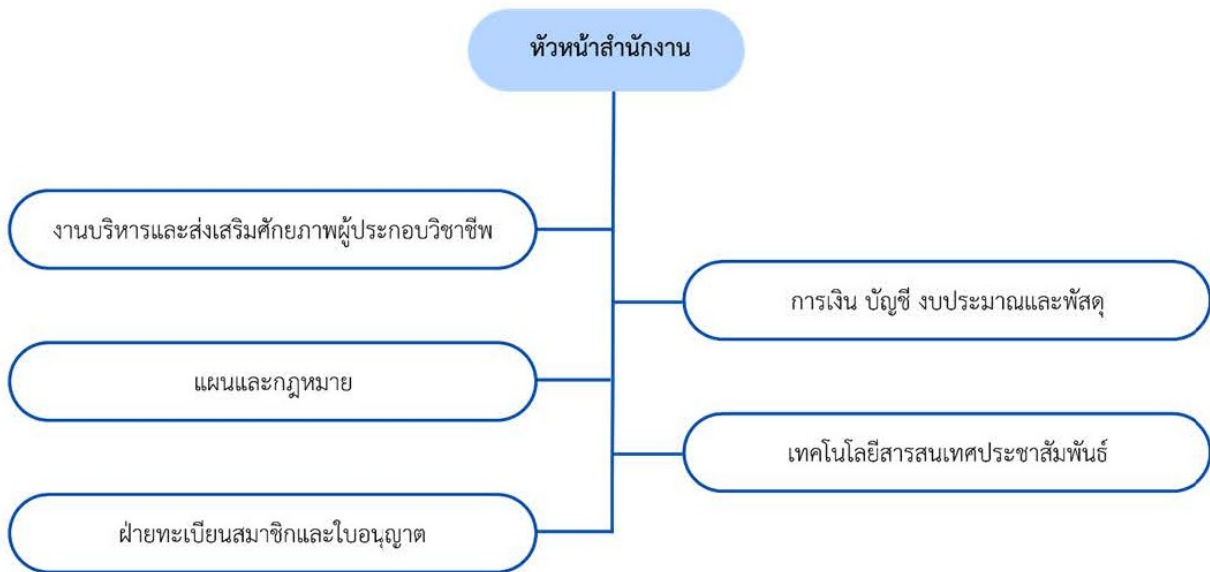 หัวหน้าสำนักงาน
งานบริหารและส่งเสริมศักยภาพผู้ประกอบวิชาชีพ
การเงิน บัญชี งบประมาณและพัสดุ
แผนและกฎหมาย
เทคโนโลยีสารสนเทศประชาสัมพันธ์
ฝ่ายทะเบียนสมาชิกและใบอนุญาต